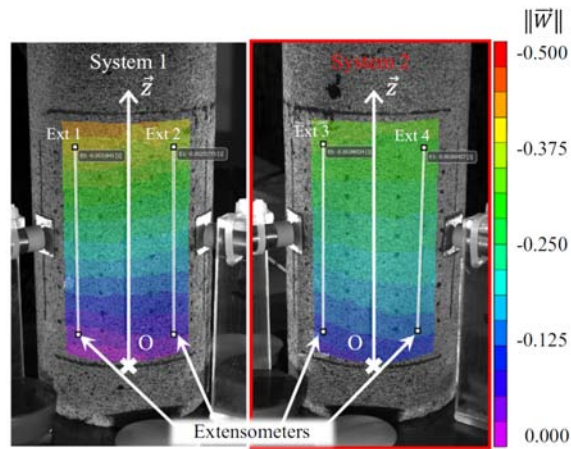 ‖W⃗‖
System 1
System 2
z⃗
z⃗
Ext 1
Ext 2
Ext 3
Ext 4
O
O
Extensometers
-0.500
-0.375
-0.250
-0.125
0.000